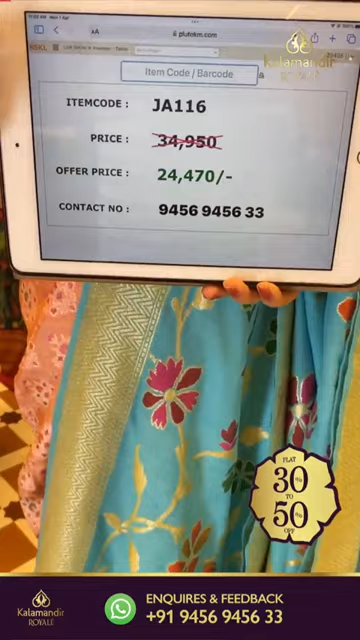 AA
plutokm.com
Kalamandir
ROYALE
Item Code / Barcode
ITEMCODE : JA116
PRICE : 34,950
OFFER PRICE : 24,470/-
CONTACT NO : 9456 9456 33
FLAT
30%
TO
50%
OFF
Kalamandir
ROYALE
ENQUIRES & FEEDBACK
+91 9456 9456 33